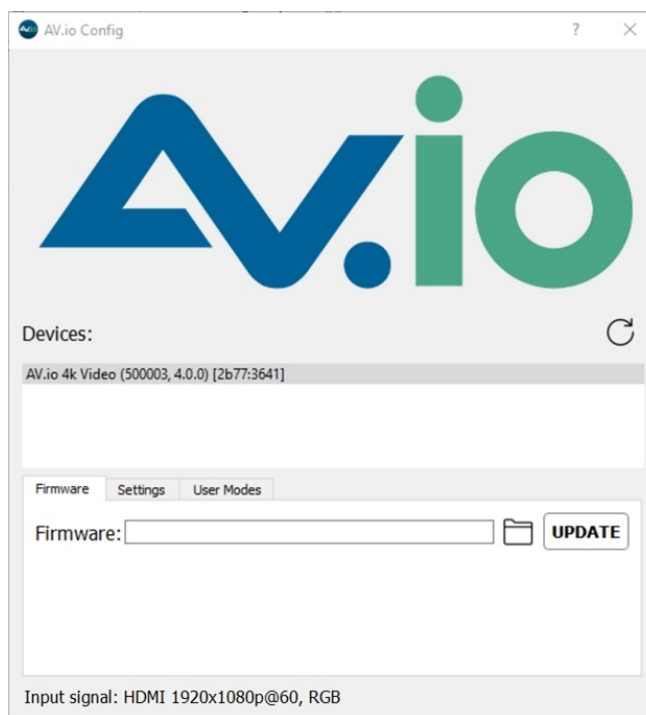 AV.io Config
AV.io
Devices:
AV.io 4k Video (500003, 4.0.0) [2b77:3641]
Firmware Settings User Modes
Firmware: UPDATE
Input signal: HDMI 1920x1080p@60, RGB